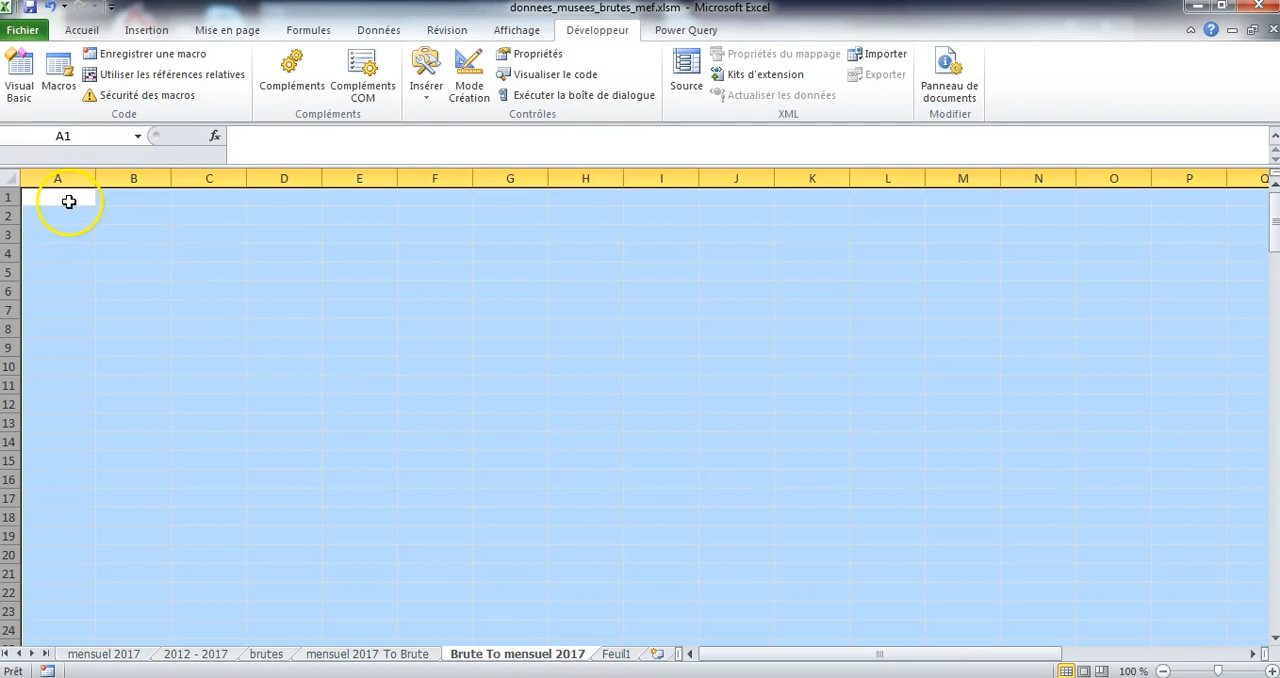 donnees_musees_brutes_mef.xlsm - Microsoft Excel
Fichier Accueil Insertion Mise en page Formules Données Révision Affichage Développeur Power Query
Visual Basic
Macros
Enregistrer une macro
Utiliser les références relatives
Sécurité des macros
Code
Compléments
Compléments COM
Compléments
Insérer
Mode Création
Propriétés
Visualiser le code
Exécuter la boîte de dialogue
Contrôles
Source
Propriétés du mappage
Kits d'extension
Actualiser les données
Importer
Exporter
XML
Panneau de documents
Modifier
A1 fx
A B C D E F G H I J K L M N O P Q
1
2
3
4
5
6
7
8
9
10
11
12
13
14
15
16
17
18
19
20
21
22
23
24
mensuel 2017 2012 - 2017 brutes mensuel 2017 To Brute Brute To mensuel 2017 Feuil1
Prêt 100 %